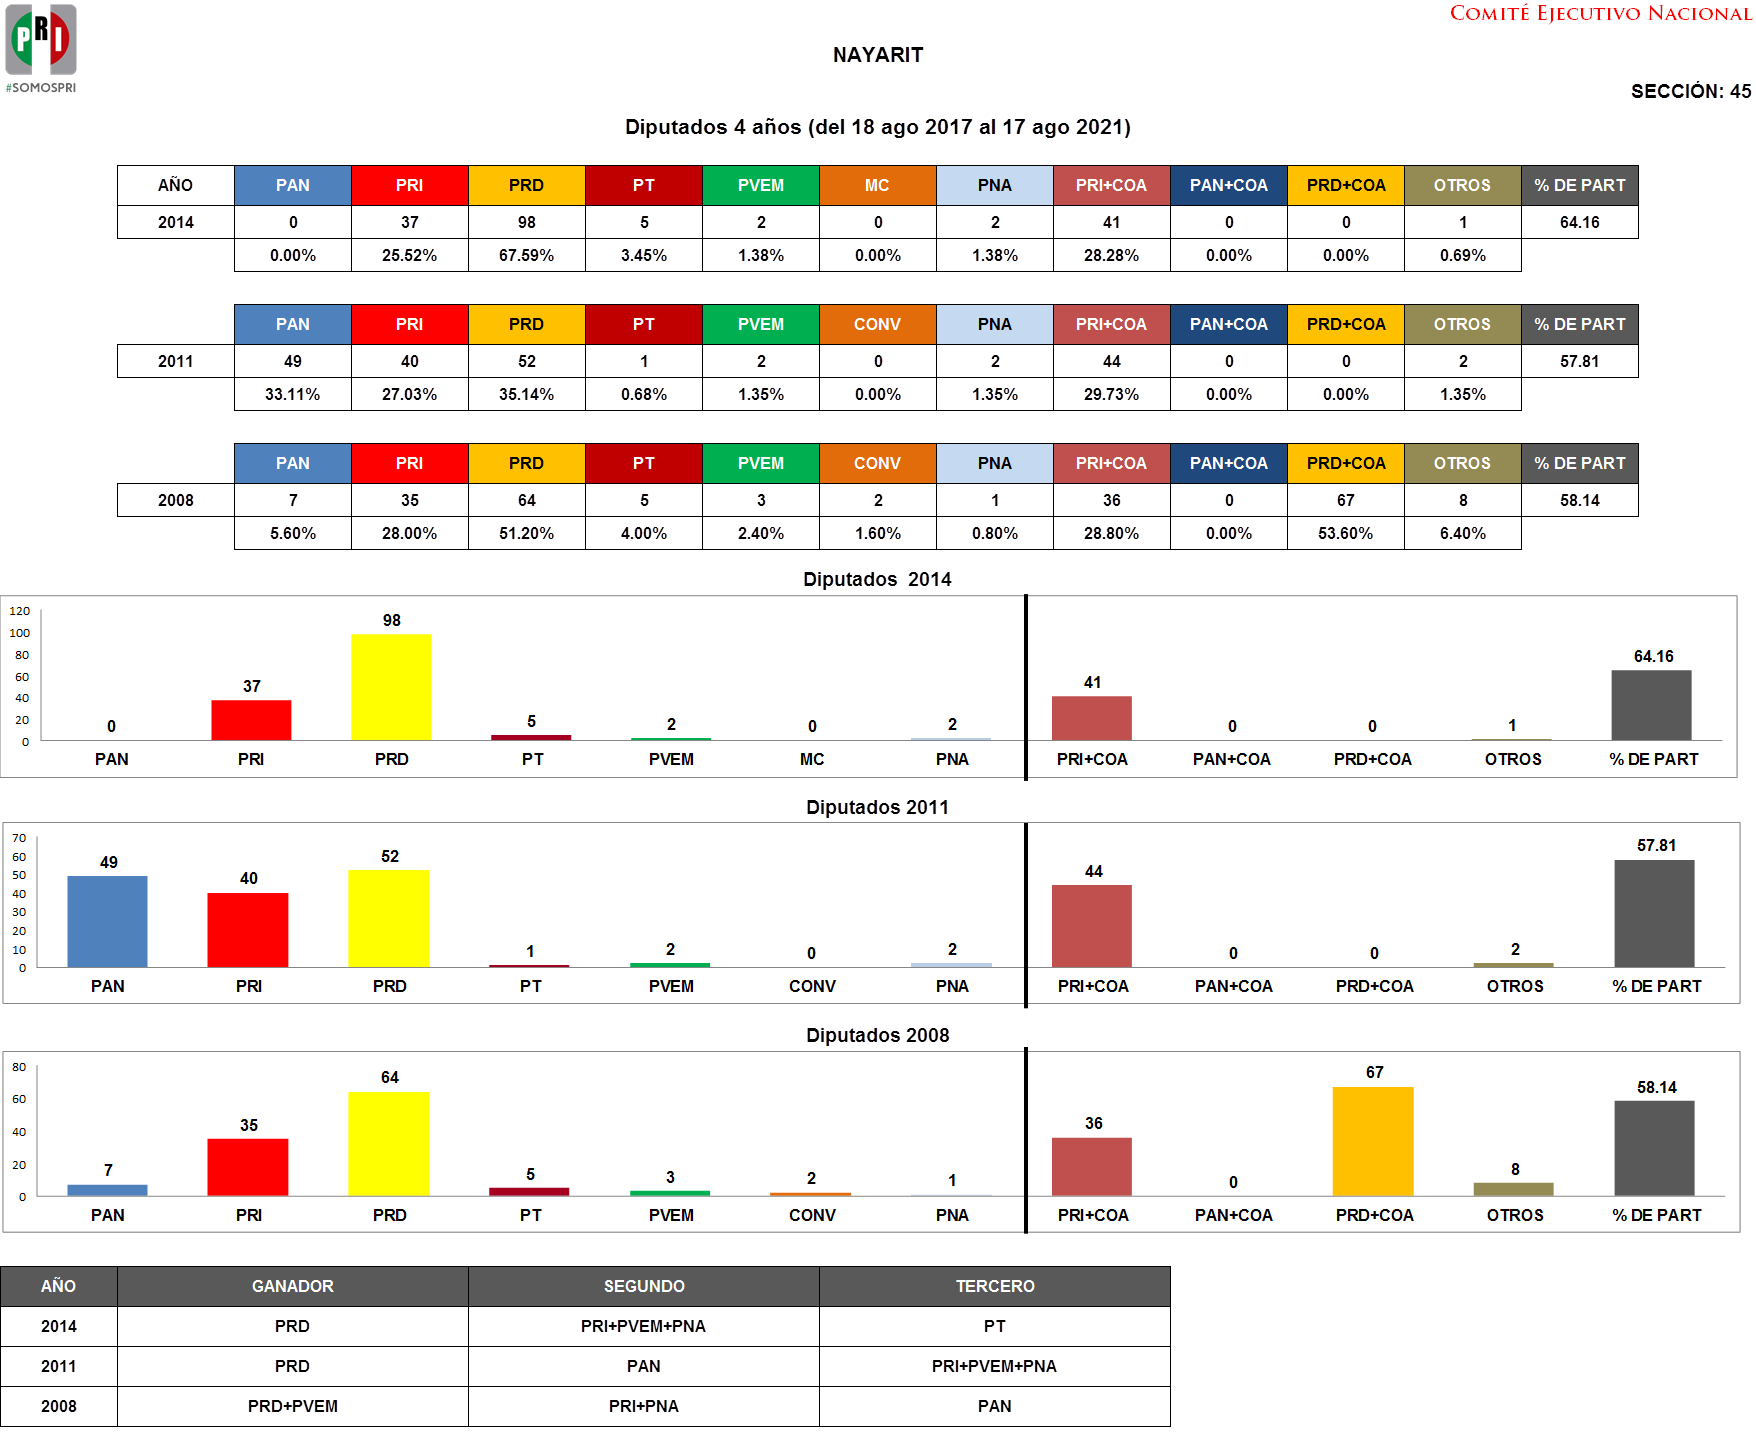 PRI
#SOMOSPRI
COMITÉ EJECUTIVO NACIONAL
NAYARIT
SECCIÓN: 45
Diputados 4 años (del 18 ago 2017 al 17 ago 2021)
AÑO PAN PRI PRD PT PVEM MC PNA PRI+COA PAN+COA PRD+COA OTROS % DE PART
2014 0 37 98 5 2 0 2 41 0 0 1 64.16
0.00% 25.52% 67.59% 3.45% 1.38% 0.00% 1.38% 28.28% 0.00% 0.00% 0.69%
PAN PRI PRD PT PVEM CONV PNA PRI+COA PAN+COA PRD+COA OTROS % DE PART
2011 49 40 52 1 2 0 2 44 0 0 2 57.81
33.11% 27.03% 35.14% 0.68% 1.35% 0.00% 1.35% 29.73% 0.00% 0.00% 1.35%
PAN PRI PRD PT PVEM CONV PNA PRI+COA PAN+COA PRD+COA OTROS % DE PART
2008 7 35 64 5 3 2 1 36 0 67 8 58.14
5.60% 28.00% 51.20% 4.00% 2.40% 1.60% 0.80% 28.80% 0.00% 53.60% 6.40%
Diputados 2014
120
100
80
60
40
20
0
0 37 98 5 2 0 2 41 0 0 1 64.16
PAN PRI PRD PT PVEM MC PNA PRI+COA PAN+COA PRD+COA OTROS % DE PART
Diputados 2011
70
60
50
40
30
20
10
0
49 40 52 1 2 0 2 44 0 0 2 57.81
PAN PRI PRD PT PVEM CONV PNA PRI+COA PAN+COA PRD+COA OTROS % DE PART
Diputados 2008
80
60
40
20
0
7 35 64 5 3 2 1 36 0 67 8 58.14
PAN PRI PRD PT PVEM CONV PNA PRI+COA PAN+COA PRD+COA OTROS % DE PART
AÑO GANADOR SEGUNDO TERCERO
2014 PRD PRI+PVEM+PNA PT
2011 PRD PAN PRI+PVEM+PNA
2008 PRD+PVEM PRI+PNA PAN